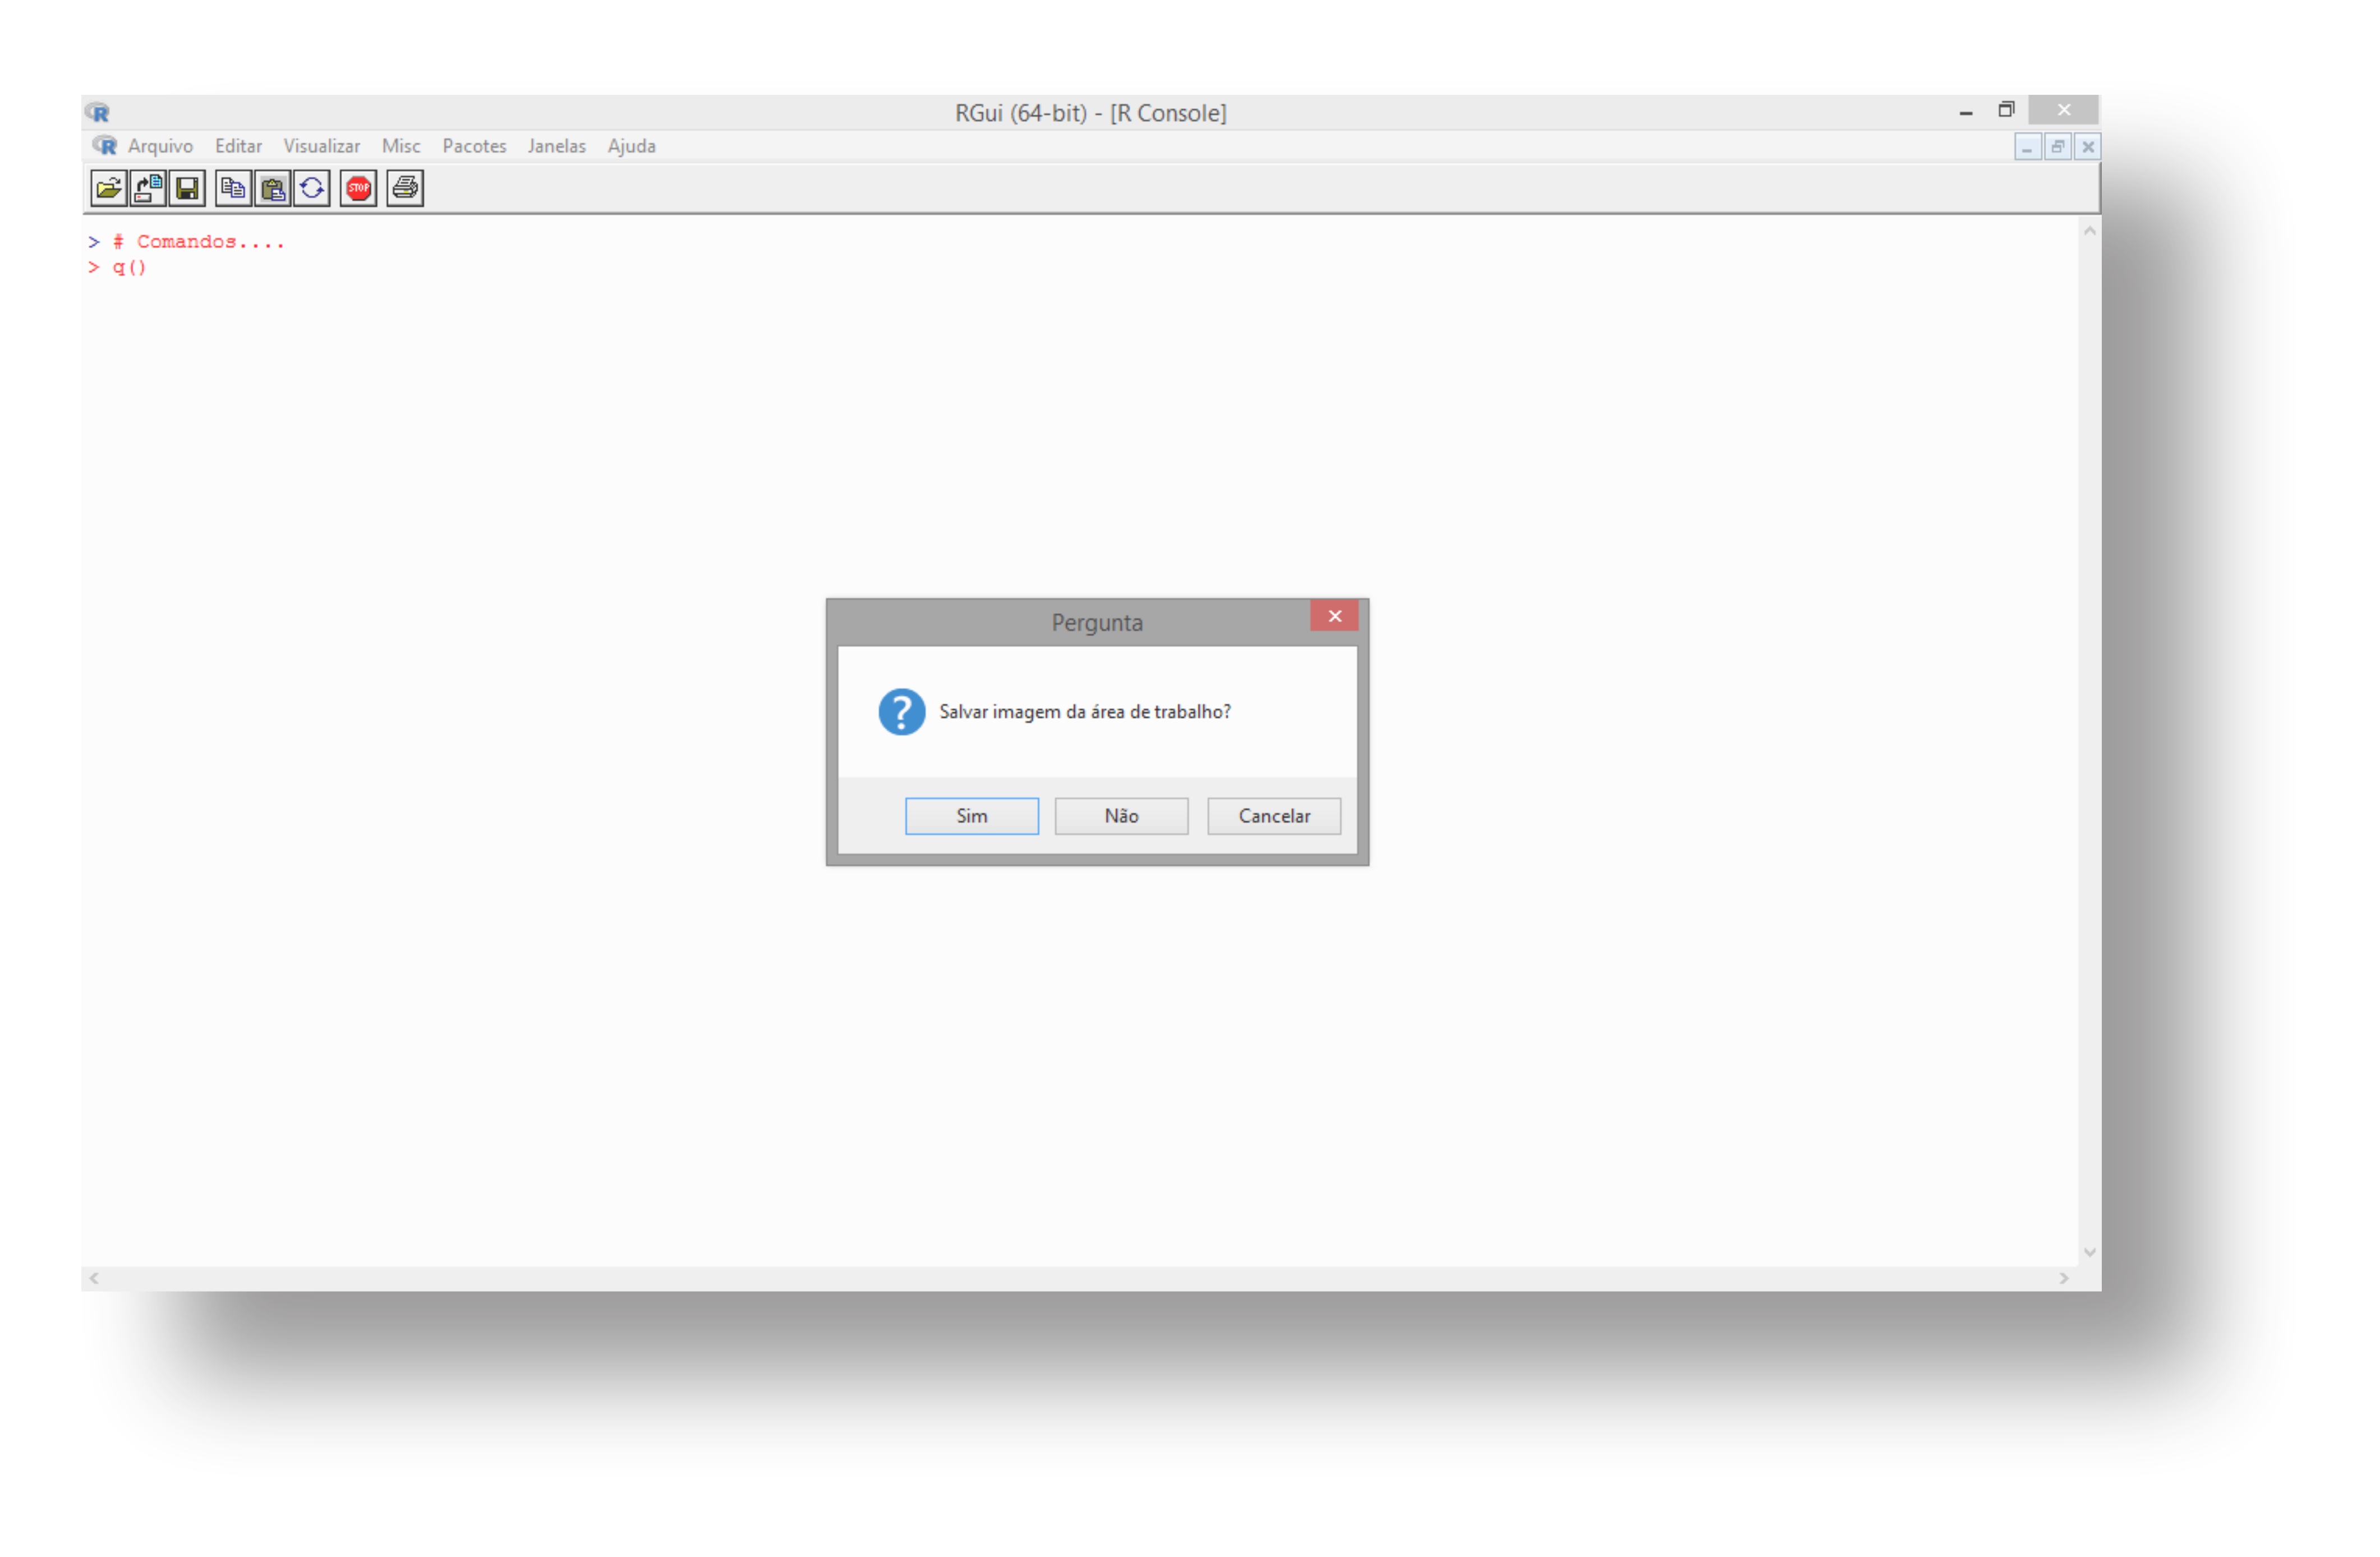 RGui (64-bit) - [R Console]
Arquivo Editar Visualizar Misc Pacotes Janelas Ajuda
STOP
> # Comandos....
> q()
Pergunta
Salvar imagem da área de trabalho?
Sim Não Cancelar